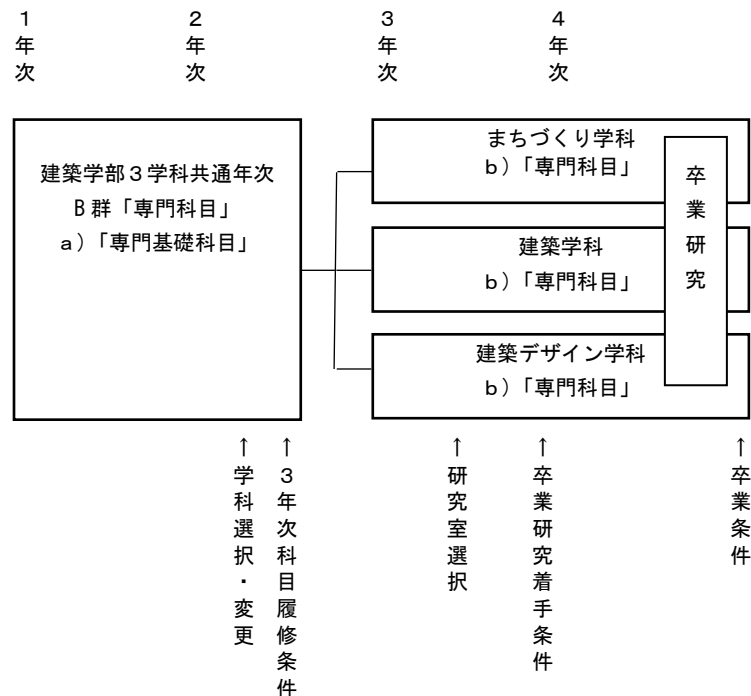 １年次
２年次
３年次
４年次
建築学部３学科共通年次
Ｂ群「専門科目」
ａ）「専門基礎科目」
まちづくり学科
ｂ）「専門科目」
建築学科
ｂ）「専門科目」
建築デザイン学科
ｂ）「専門科目」
卒業研究
↑学科選択・変更
↑３年次科目履修条件
↑研究室選択
↑卒業研究着手条件
↑卒業条件